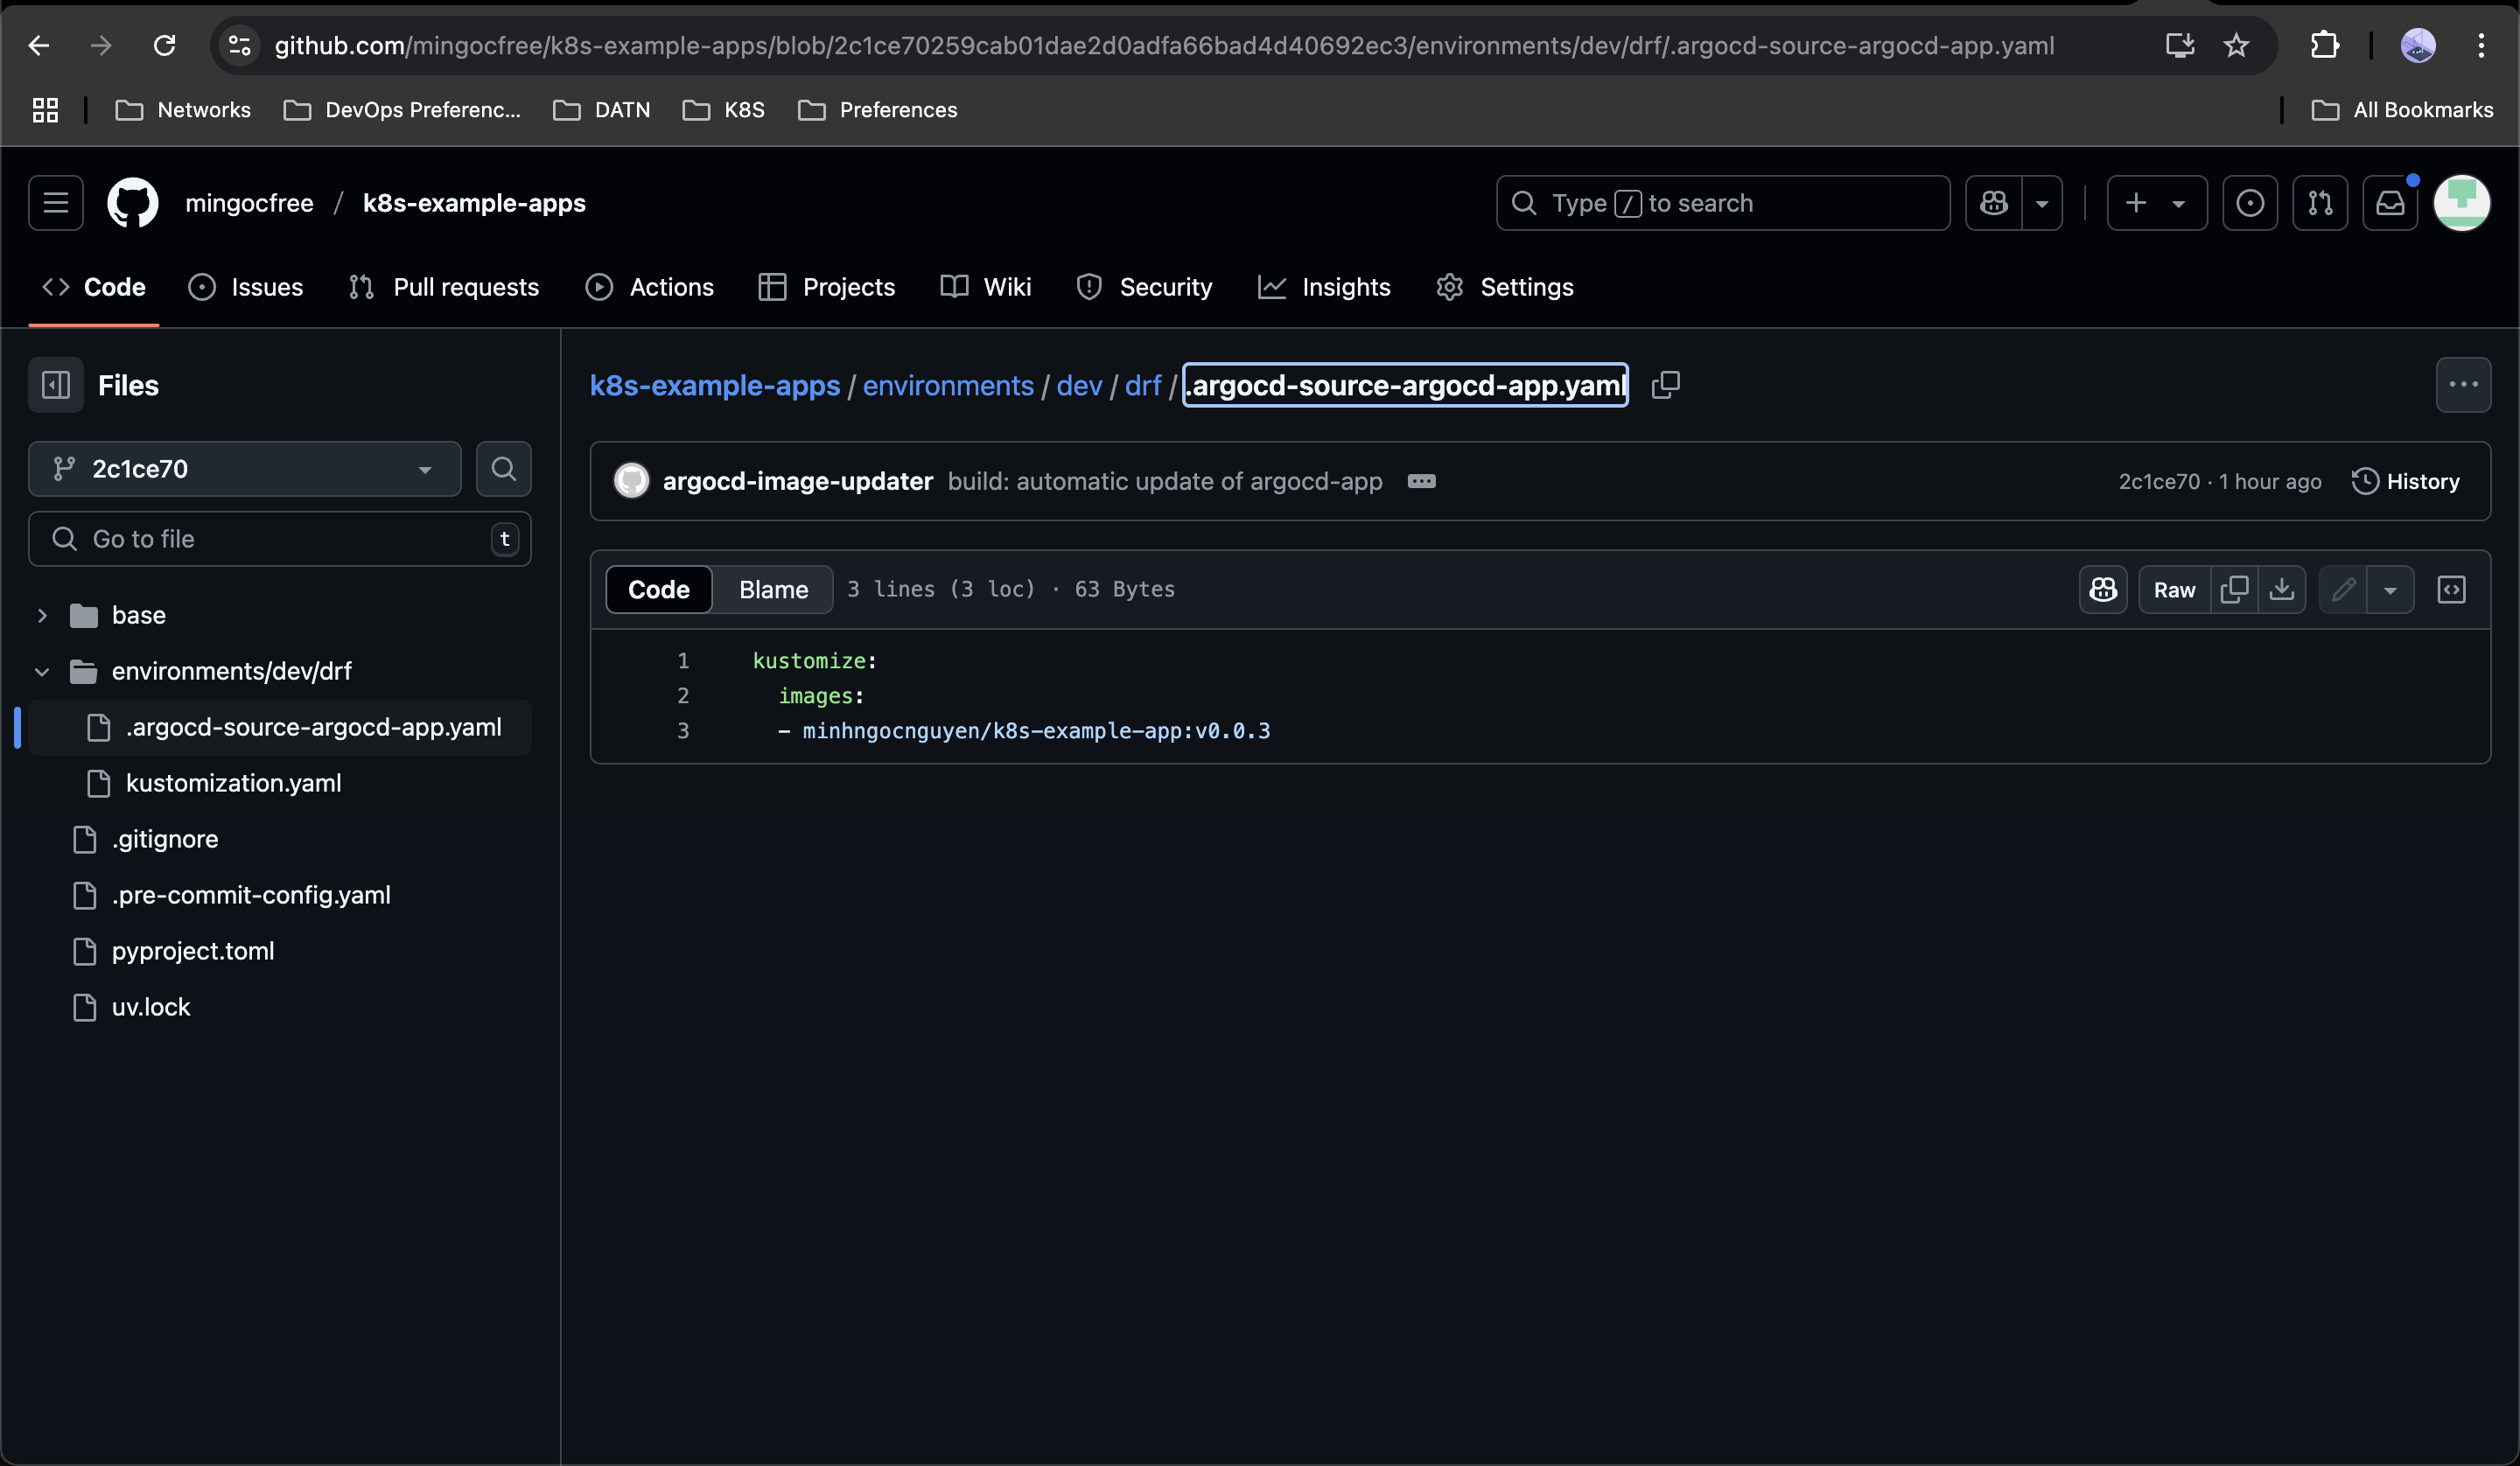 github.com/mingocfree/k8s-example-apps/blob/2c1ce70259cab01dae2d0adfa66bad4d40692ec3/environments/dev/drf/.argocd-source-argocd-app.yaml
Networks DevOps Preferenc... DATN K8S Preferences All Bookmarks
mingocfree / k8s-example-apps Type / to search
Code Issues Pull requests Actions Projects Wiki Security Insights Settings
Files
k8s-example-apps / environments / dev / drf / .argocd-source-argocd-app.yaml
2c1ce70
argocd-image-updater build: automatic update of argocd-app 2c1ce70 · 1 hour ago History
Go to file t
Code Blame 3 lines (3 loc) · 63 Bytes Raw
base
environments/dev/drf
.argocd-source-argocd-app.yaml
kustomization.yaml
.gitignore
.pre-commit-config.yaml
pyproject.toml
uv.lock
1 kustomize:
2 images:
3 - minhngocnguyen/k8s-example-app:v0.0.3